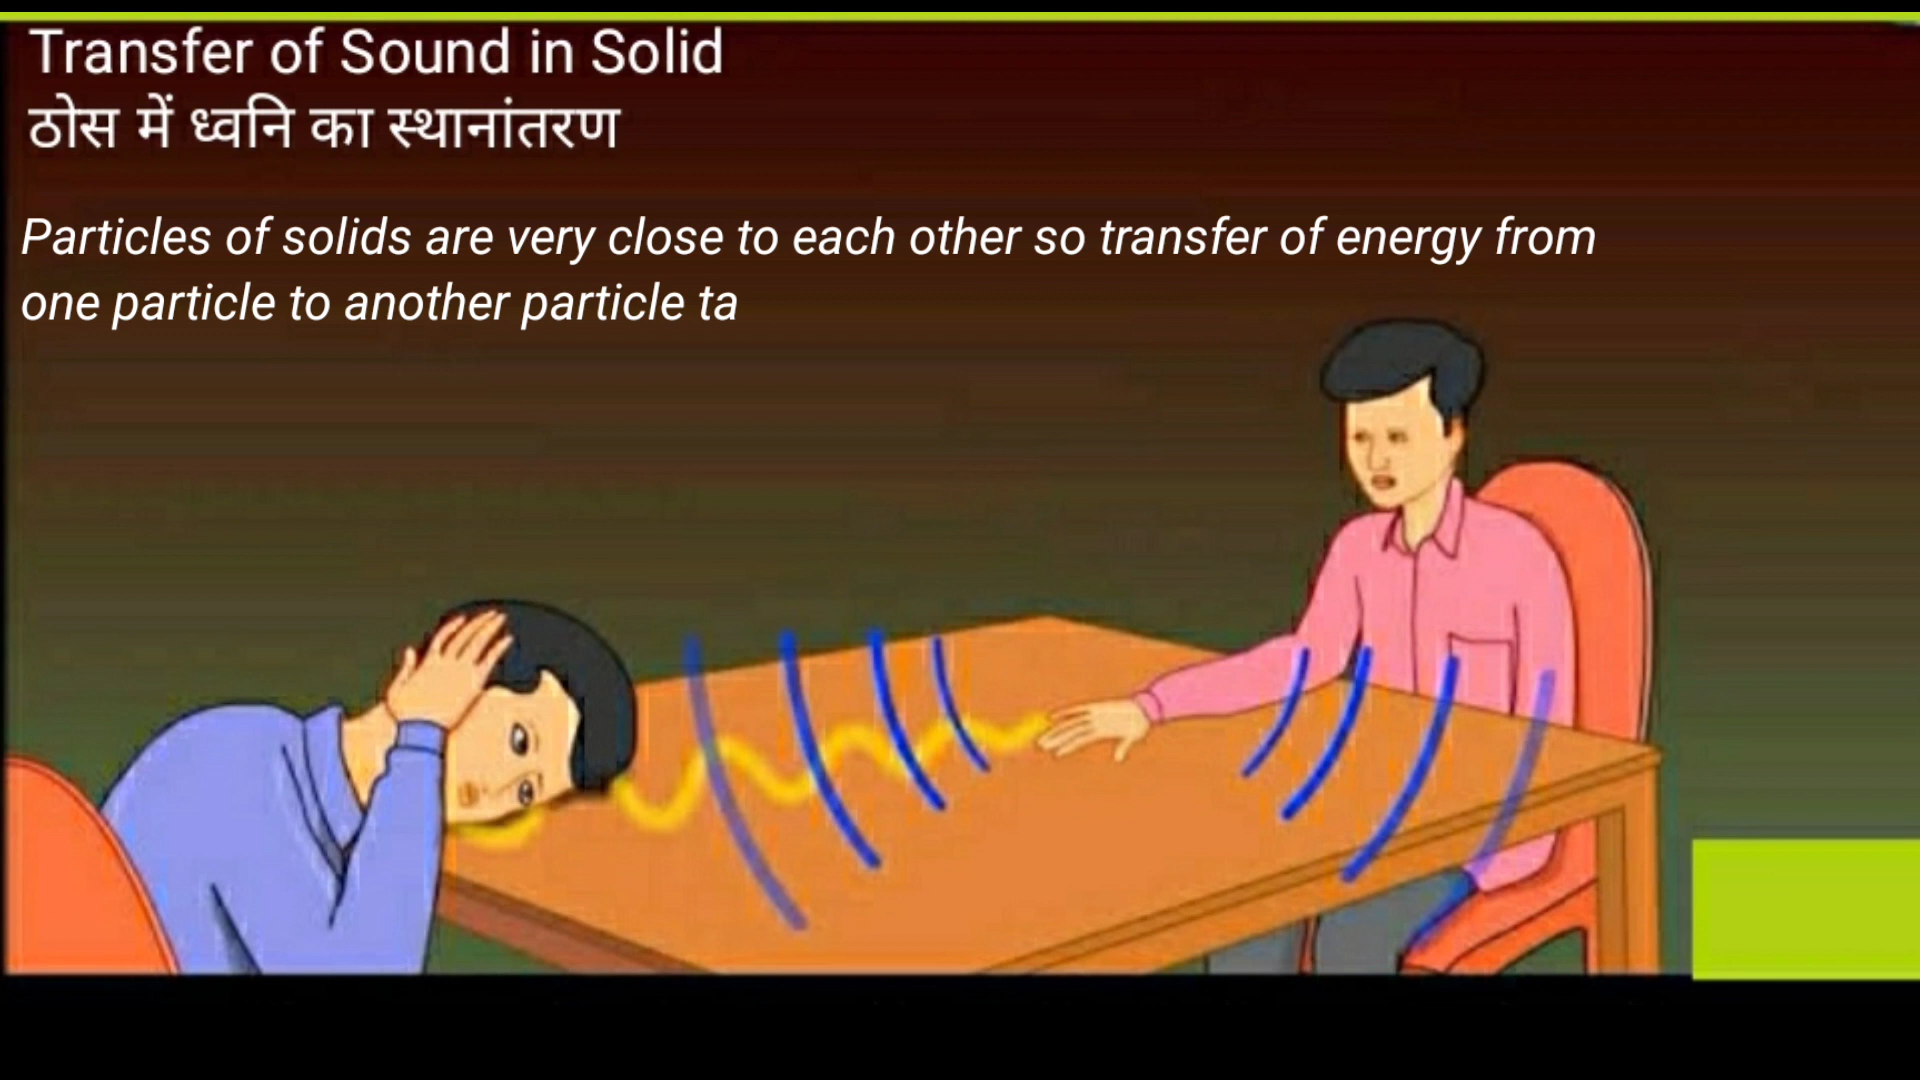 Transfer of Sound in Solid
ठोस में ध्वनि का स्थानांतरण
Particles of solids are very close to each other so transfer of energy from
one particle to another particle ta